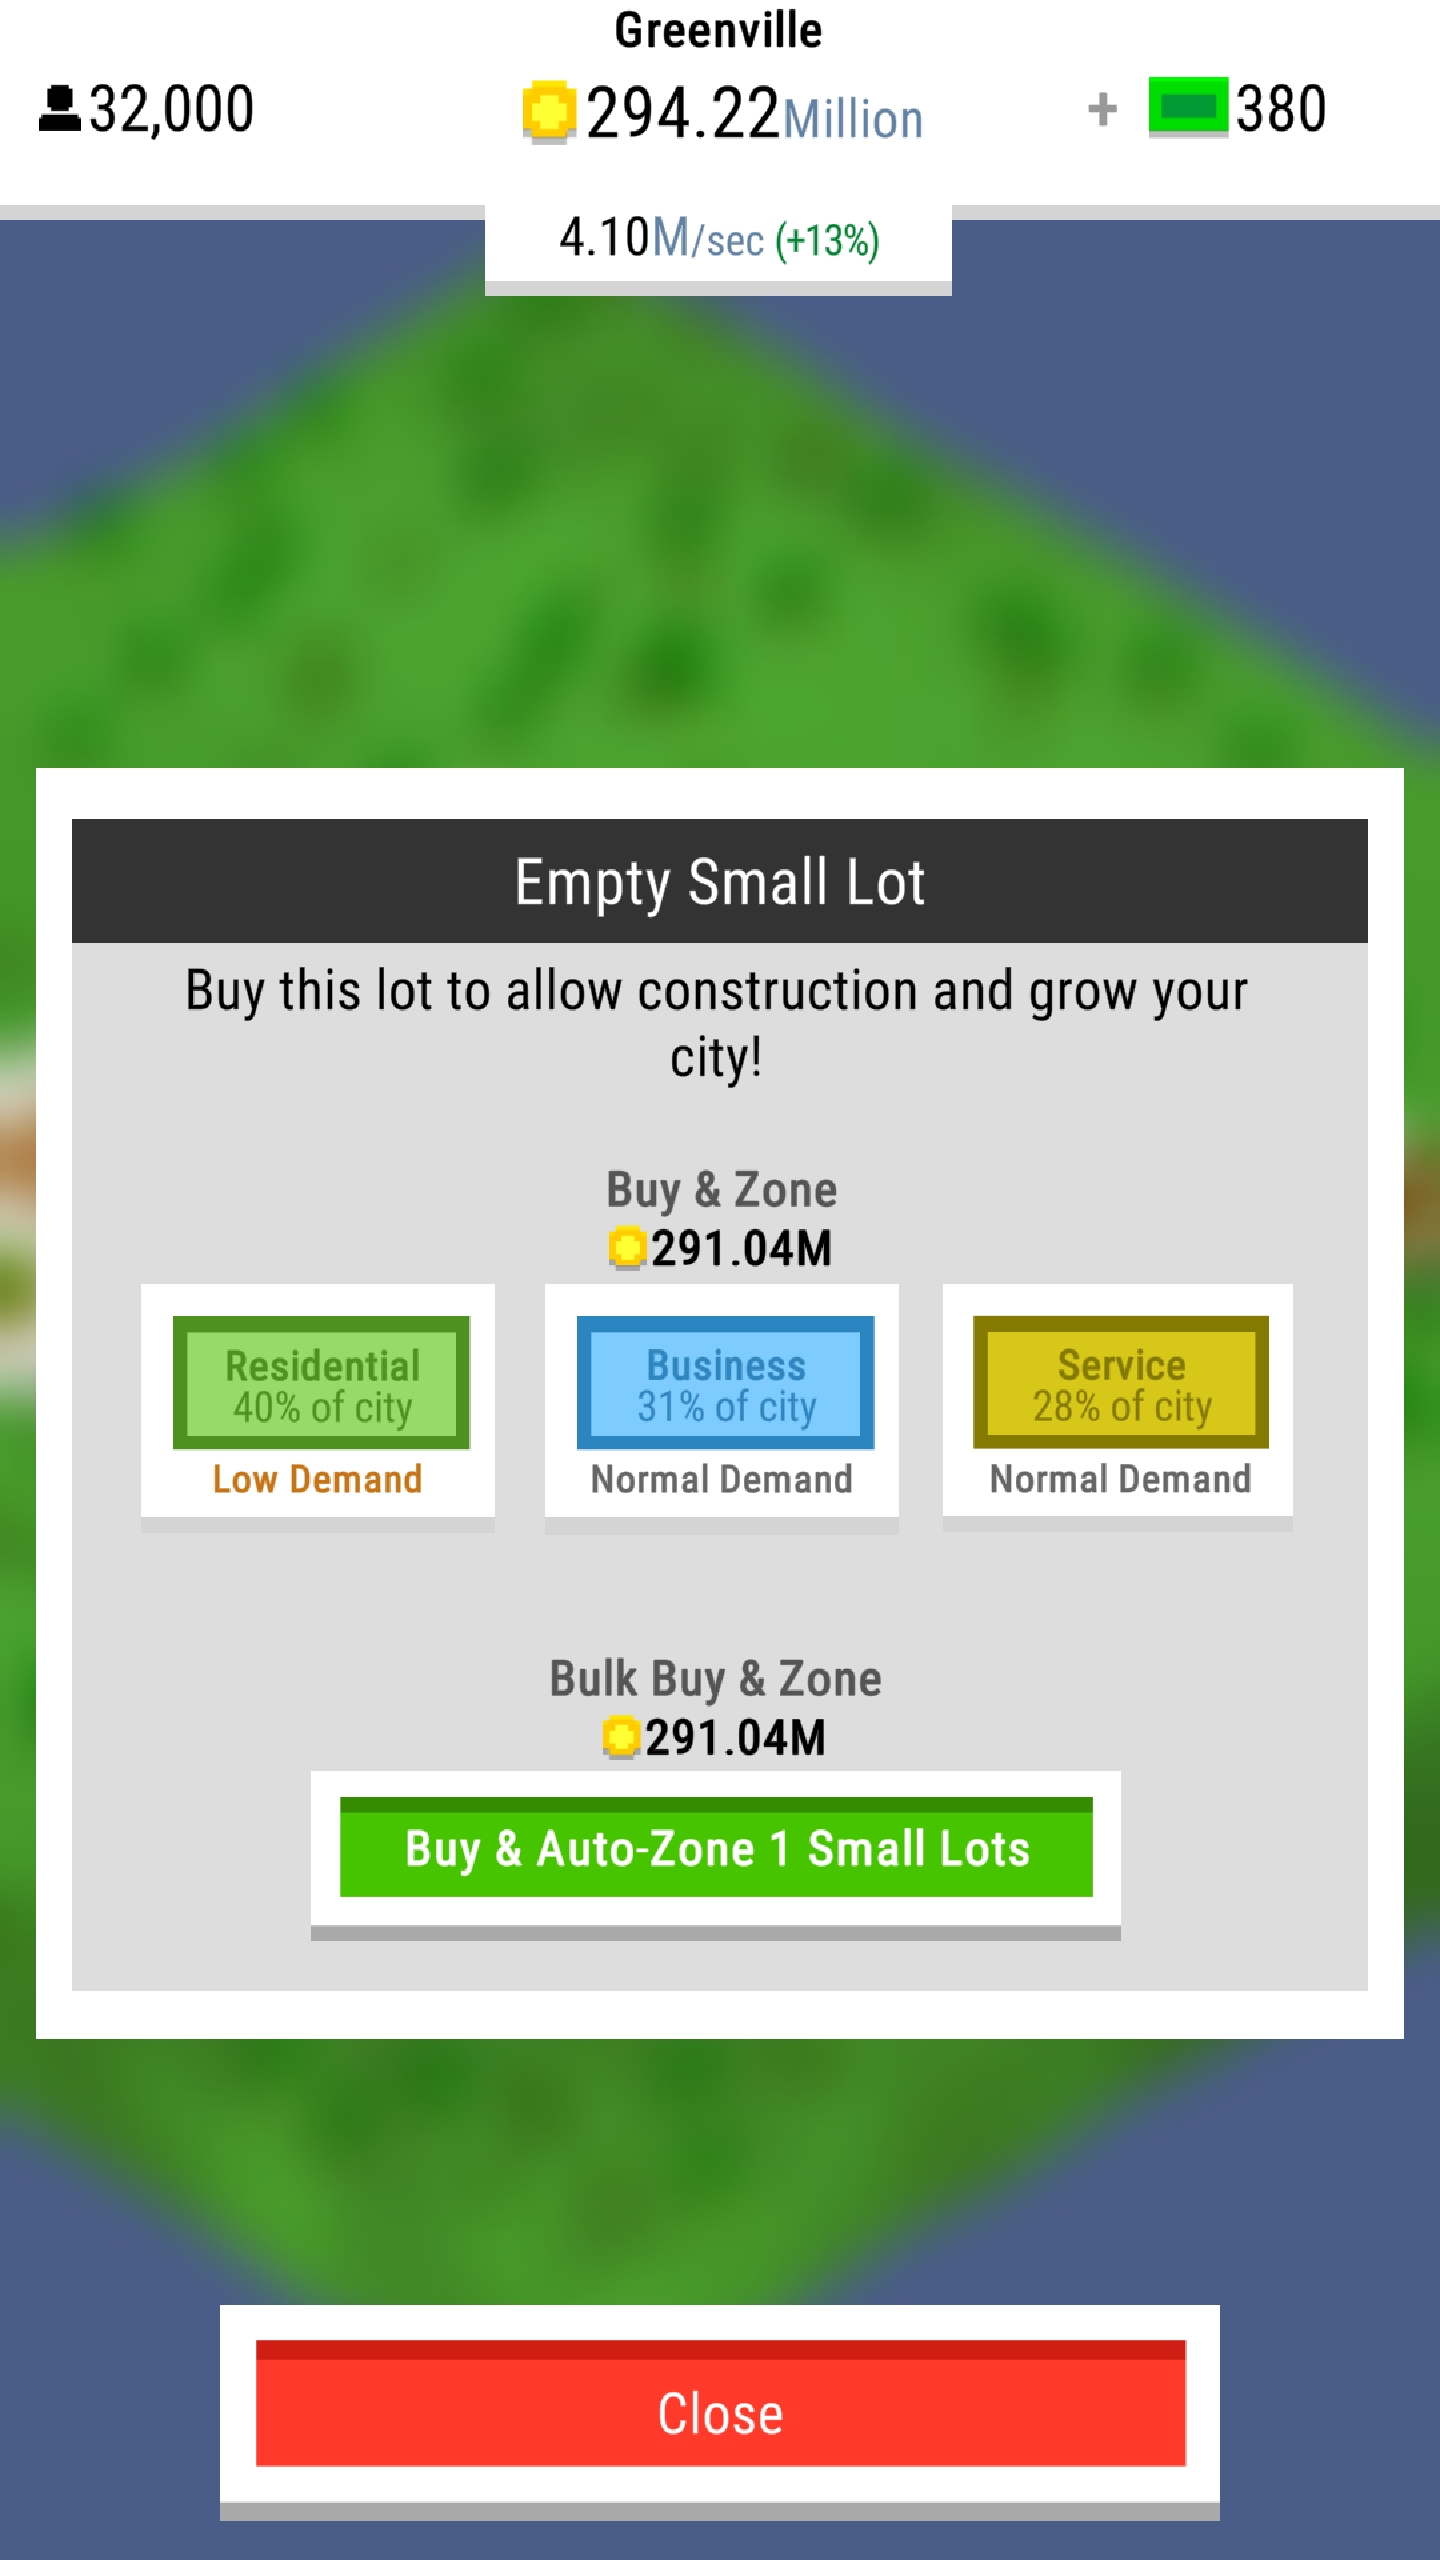 Greenville
32,000
294.22Million
+ 380
4.10M/sec (+13%)
Empty Small Lot
Buy this lot to allow construction and grow your
city!
Buy & Zone
291.04M
Residential
40% of city
Low Demand
Business
31% of city
Normal Demand
Service
28% of city
Normal Demand
Bulk Buy & Zone
291.04M
Buy & Auto-Zone 1 Small Lots
Close